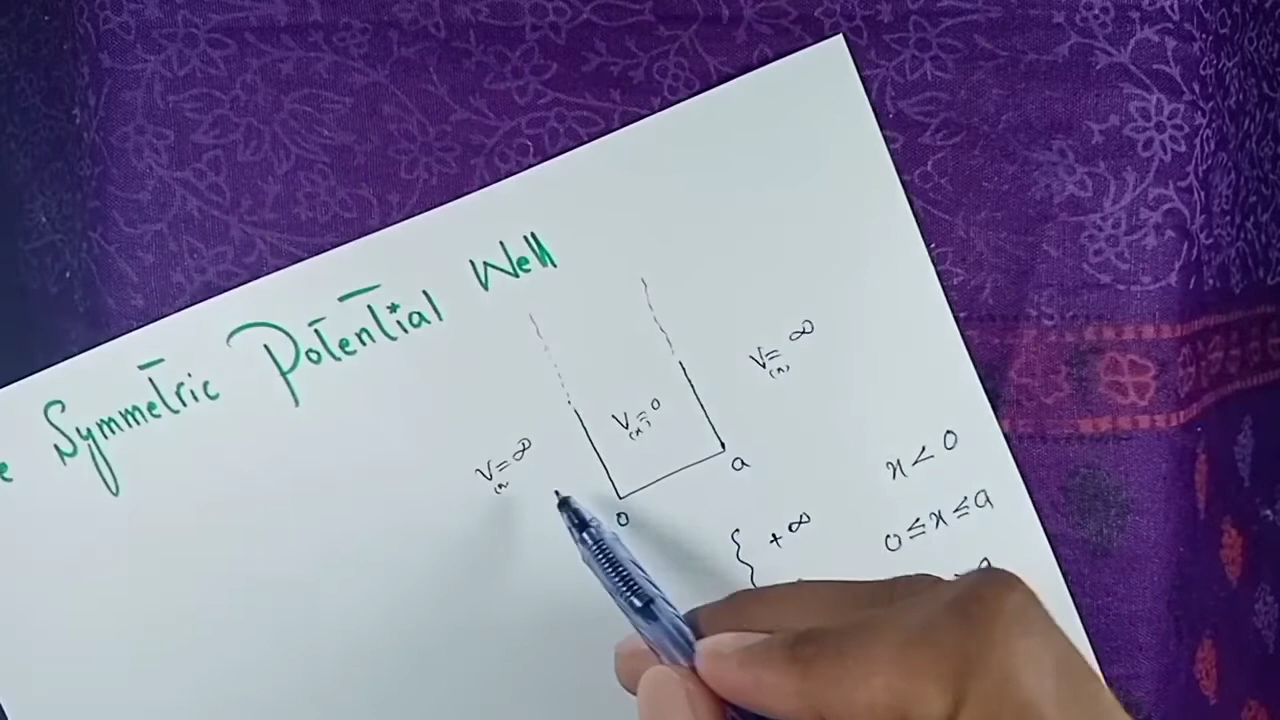 Symmetric Potential Well
V(x)=∞
V(x)=0
V(x)=∞
0
a
+∞ x<0
0≤x≤a